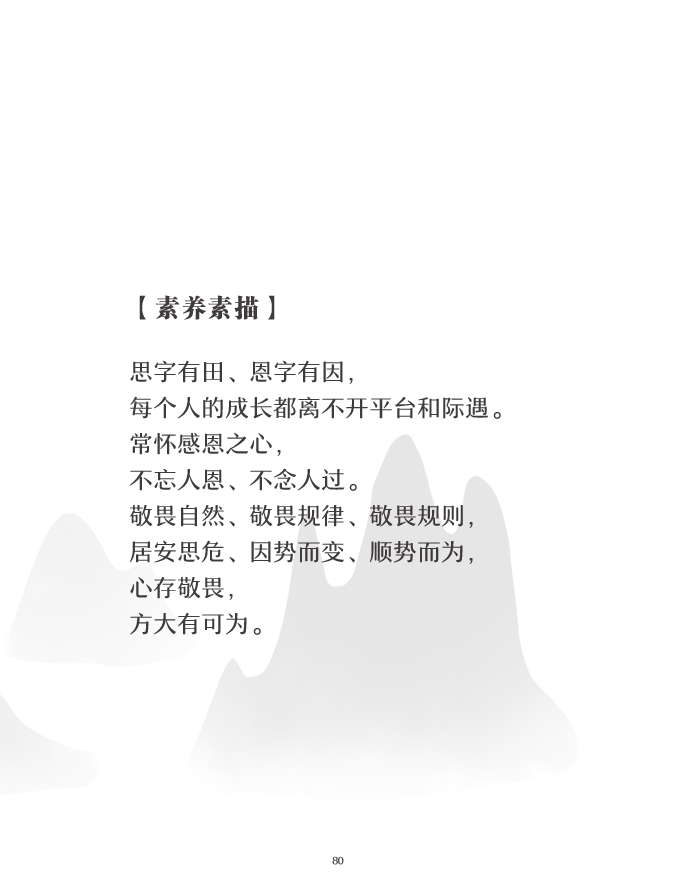 【素养素描】
思字有田、恩字有因，
每个人的成长都离不开平台和际遇。
常怀感恩之心，
不忘人恩、不念人过。
敬畏自然、敬畏规律、敬畏规则，
居安思危、因势而变、顺势而为，
心存敬畏，
方大有可为。
80